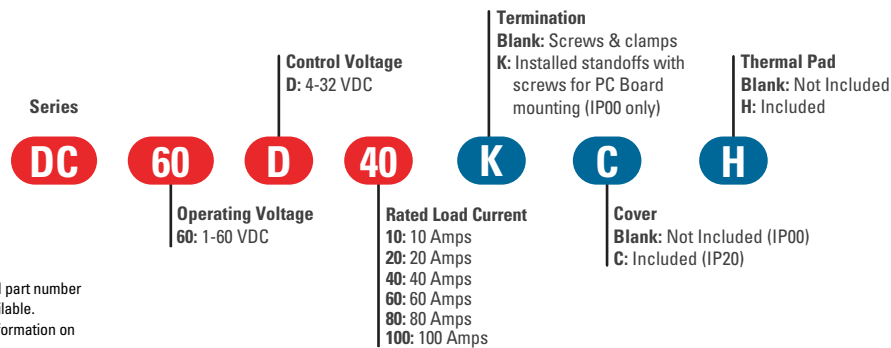 Termination
Blank: Screws & clamps
K: Installed standoffs with
screws for PC Board
mounting (IP00 only)
Control Voltage
D: 4-32 VDC
Thermal Pad
Blank: Not Included
H: Included
Series
DC 60 D 40 K C H
Operating Voltage
60: 1-60 VDC
Rated Load Current
10: 10 Amps
20: 20 Amps
40: 40 Amps
60: 60 Amps
80: 80 Amps
100: 100 Amps
Cover
Blank: Not Included (IP00)
C: Included (IP20)
part number
formation on